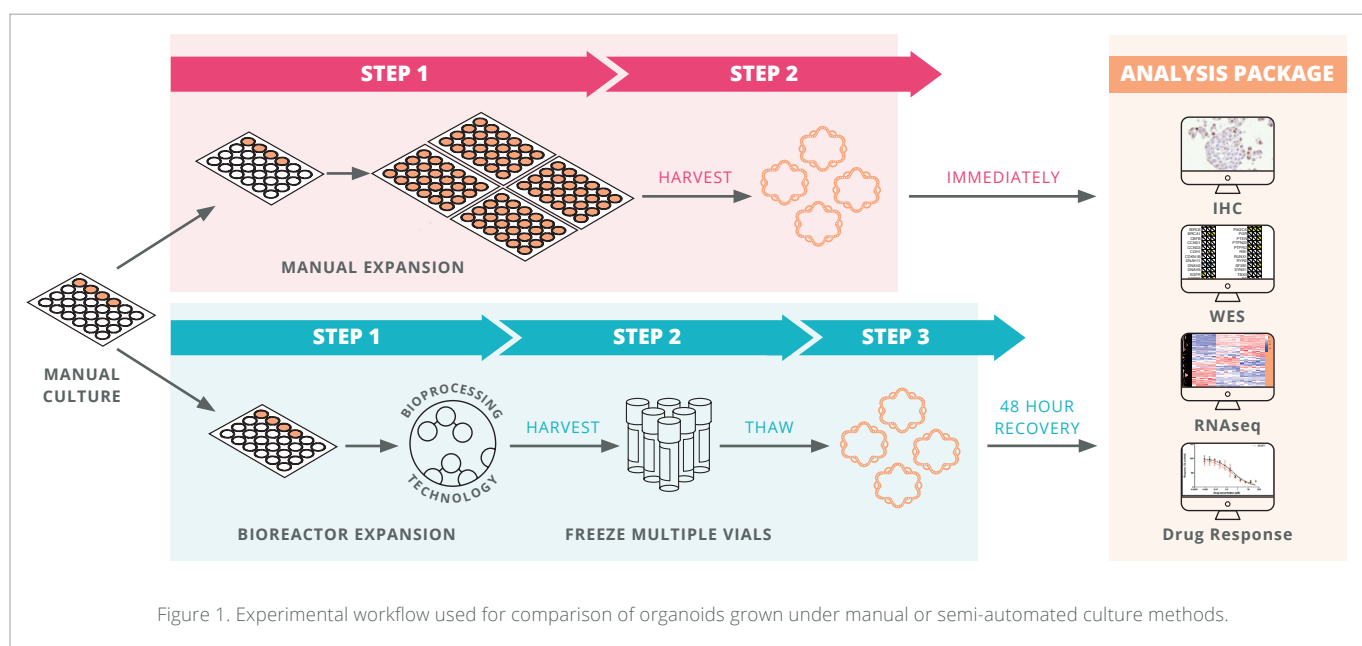 STEP 1
STEP 2
ANALYSIS PACKAGE
HARVEST
IMMEDIATELY
MANUAL EXPANSION
IHC
WES
MANUAL
CULTURE
STEP 1
STEP 2
STEP 3
BIOPROCESSING
TECHNOLOGY
HARVEST
THAW
48 HOUR
RECOVERY
BIOREACTOR EXPANSION
FREEZE MULTIPLE VIALS
RNAseq
Drug Response
Figure 1. Experimental workflow used for comparison of organoids grown under manual or semi-automated culture methods.